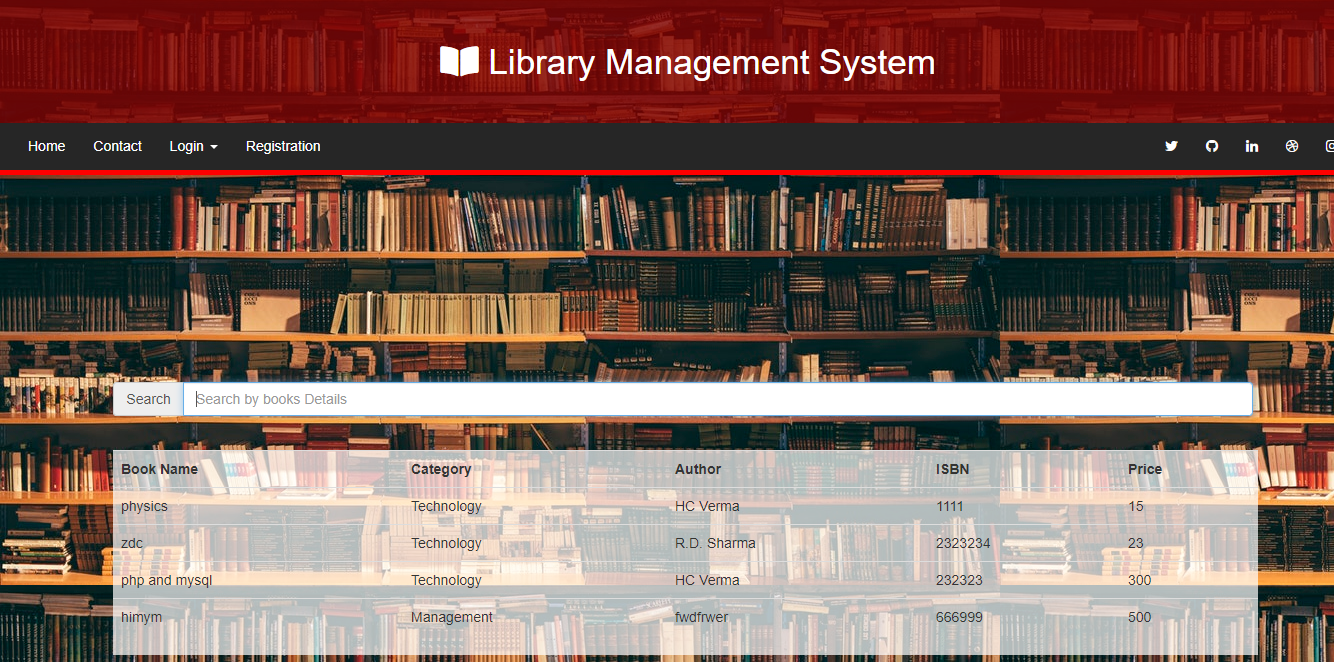 Library Management System
Home Contact Login Registration
Search Search by books Details
Book Name Category Author ISBN Price
physics Technology HC Verma 1111 15
zdc Technology R.D. Sharma 2323234 23
php and mysql Technology HC Verma 232323 300
himym Management fwdfrwer 666999 500